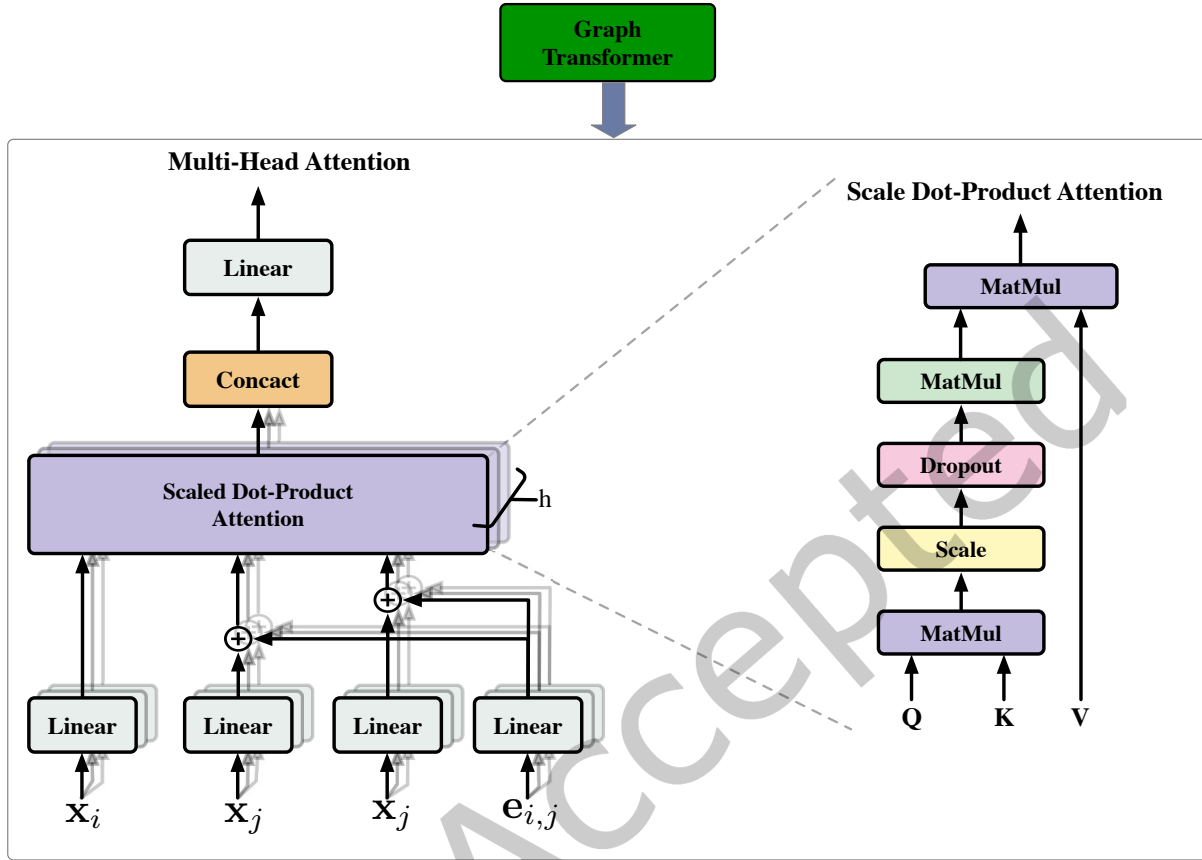 Graph
Transformer
Multi-Head Attention
Scale Dot-Product Attention
Linear
MatMul
Concact
MatMul
Dropout
Scaled Dot-Product
Attention
h
Scale
MatMul
Linear
Linear
Linear
Linear
Q
K
V
x_i
x_j
x_j
e_{i,j}
Accepted